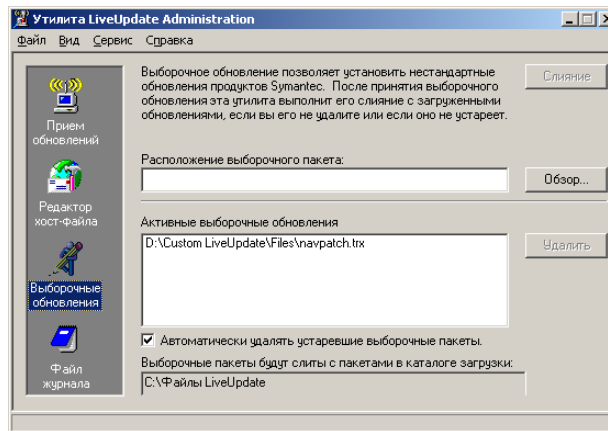 Утилита LiveUpdate Administration
Файл Вид Сервис Справка
Прием
обновлений
Редактор
хост-файла
Выборочные
обновления
Файл
журнала
Выборочное обновление позволяет установить нестандартные
обновления продуктов Symantec. После принятия выборочного
обновления эта утилита выполнит его слияние с загруженными
обновлениями, если вы его не удалите или если оно не устареет.
Слияние
Расположение выборочного пакета:
Обзор...
Активные выборочные обновления
D:\Custom LiveUpdate\Files\navpatch.trx
Удалить
Автоматически удалять устаревшие выборочные пакеты.
Выборочные пакеты будут слиты с пакетами в каталоге загрузки:
C:\Файлы LiveUpdate